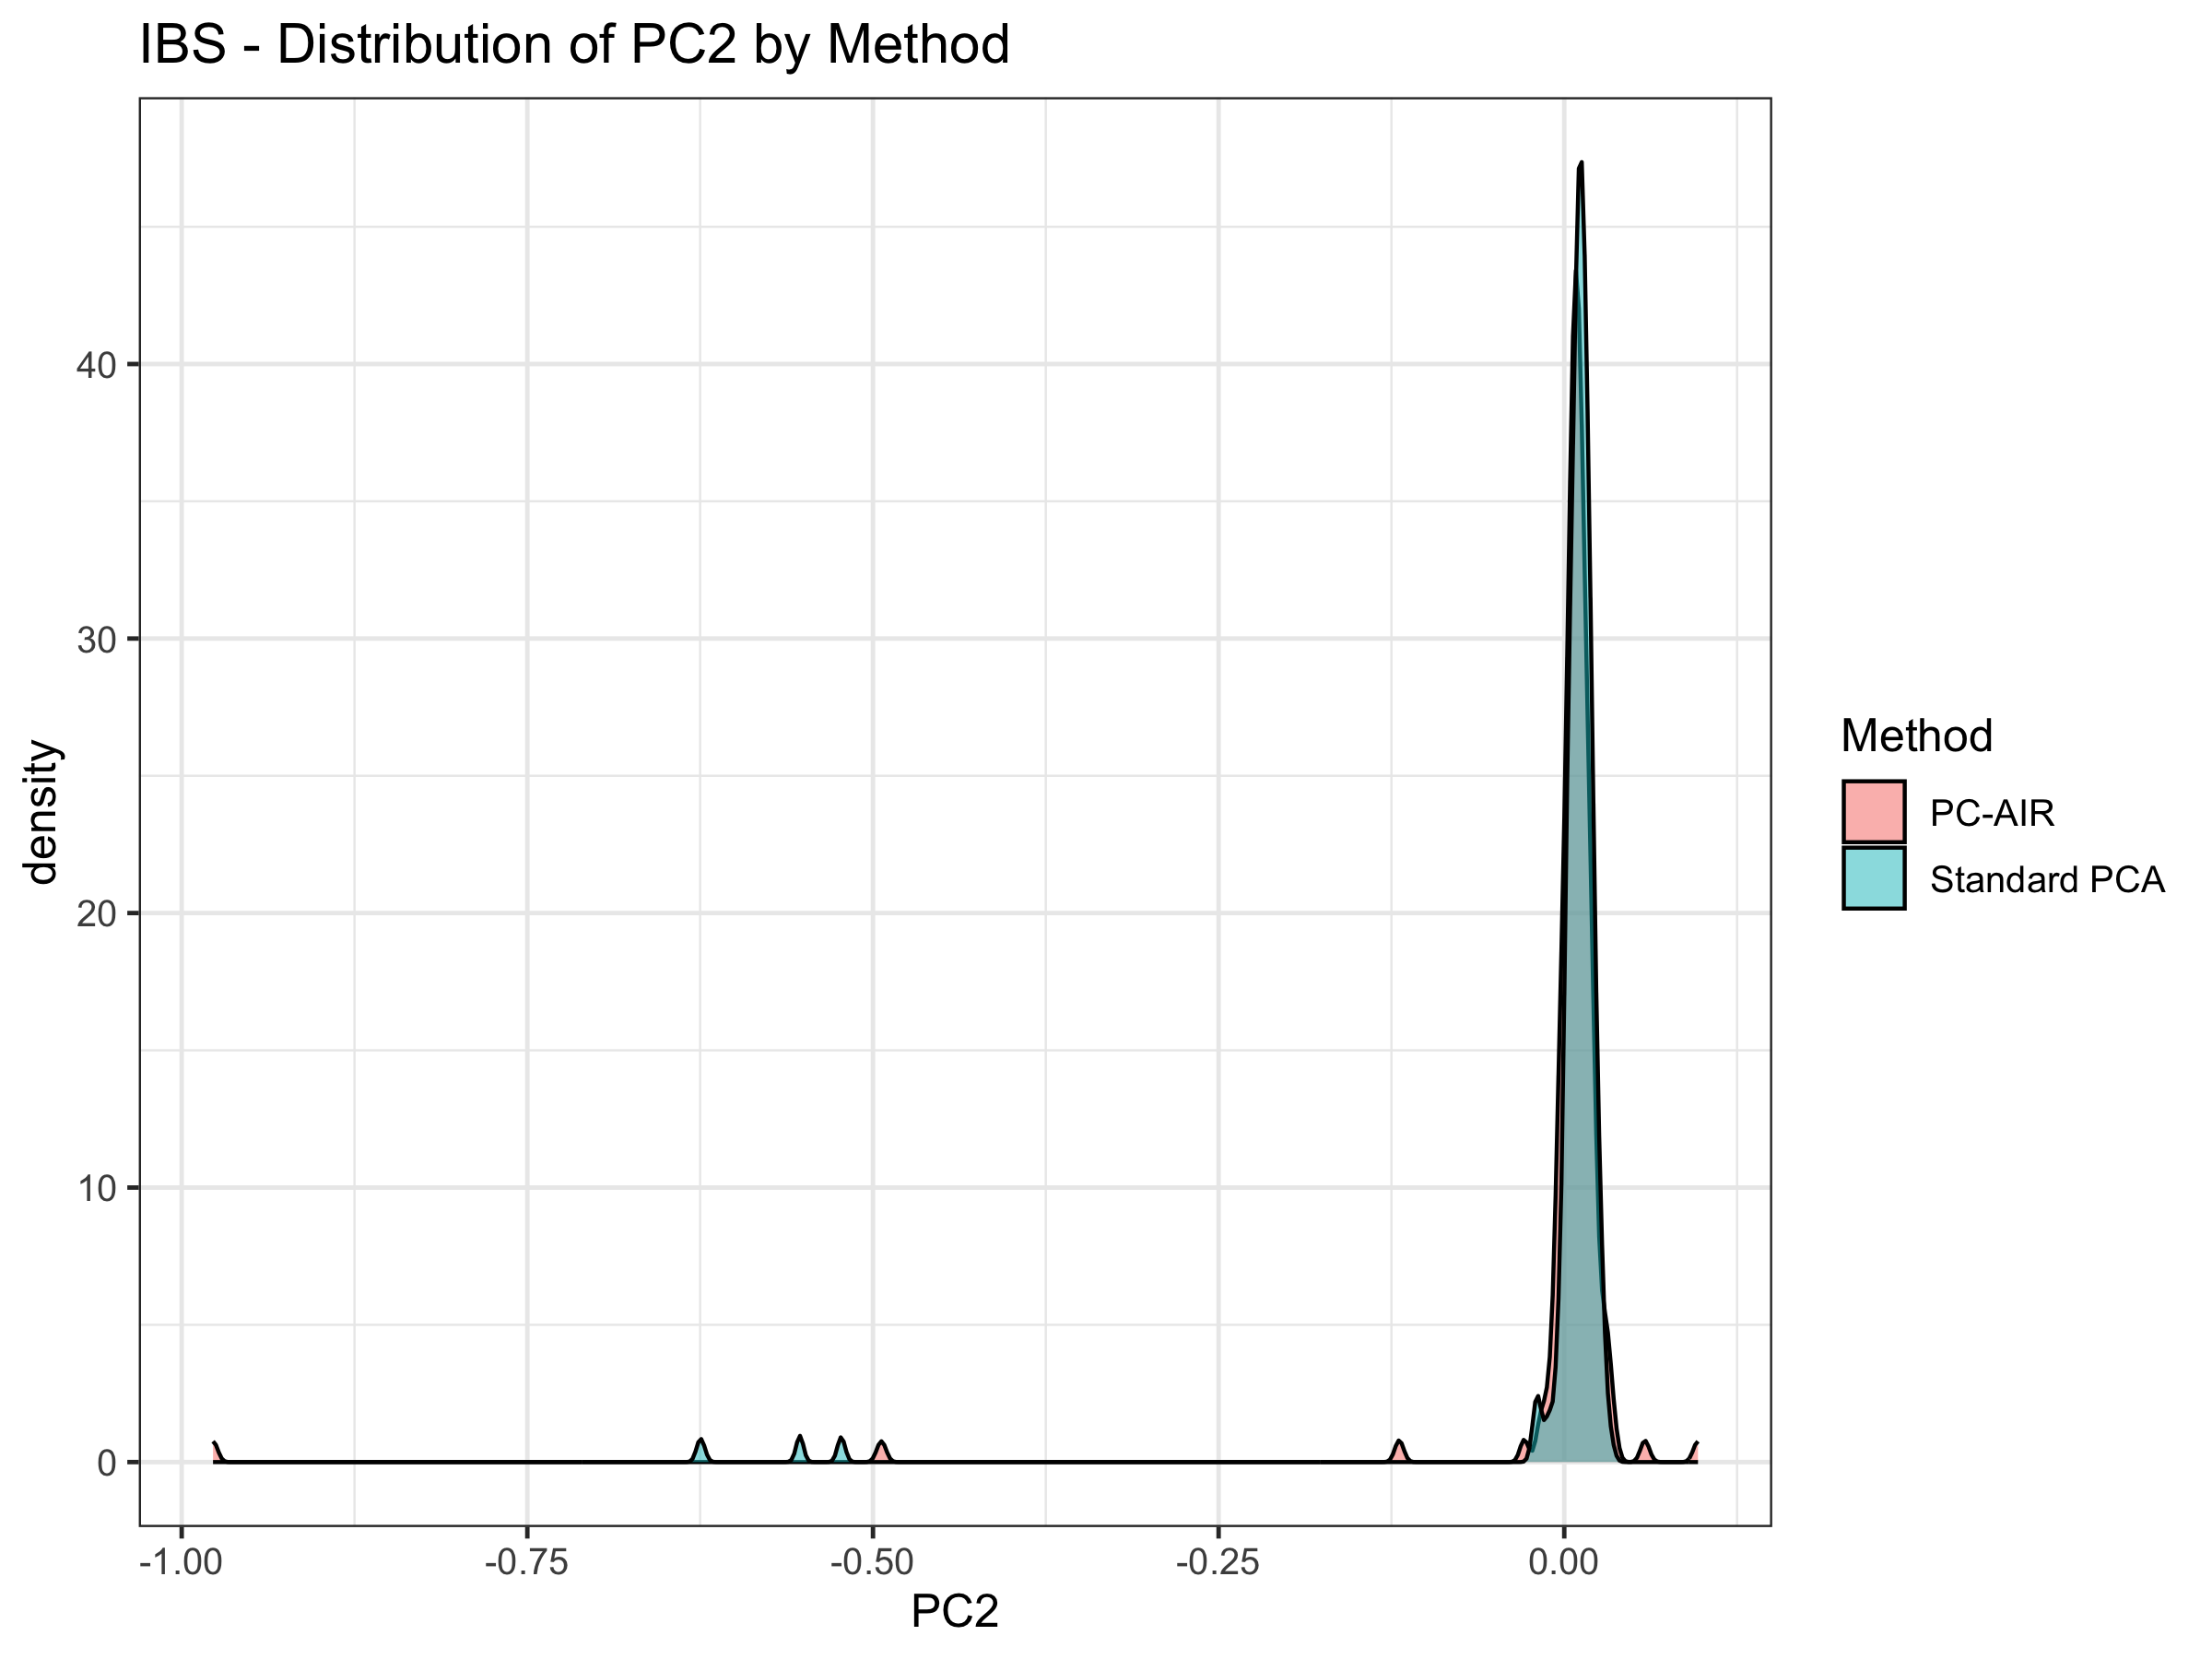 IBS - Distribution of PC2 by Method
40
30
20
10
0
density
-1.00
-0.75
-0.50
-0.25
0.00
PC2
Method
PC-AIR
Standard PCA